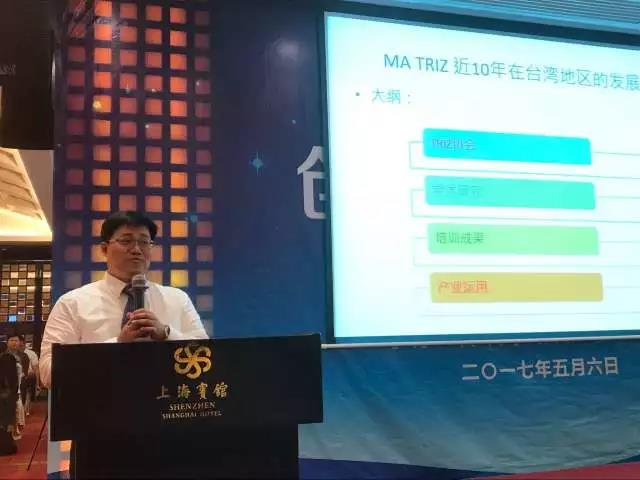 MA TRIZ 近10年在台湾地区的发展
• 大纲：
培训成果
产业运用
创
二〇一七年五月六日
上海賓館
SHENZHEN
SHANGHAI HOTEL